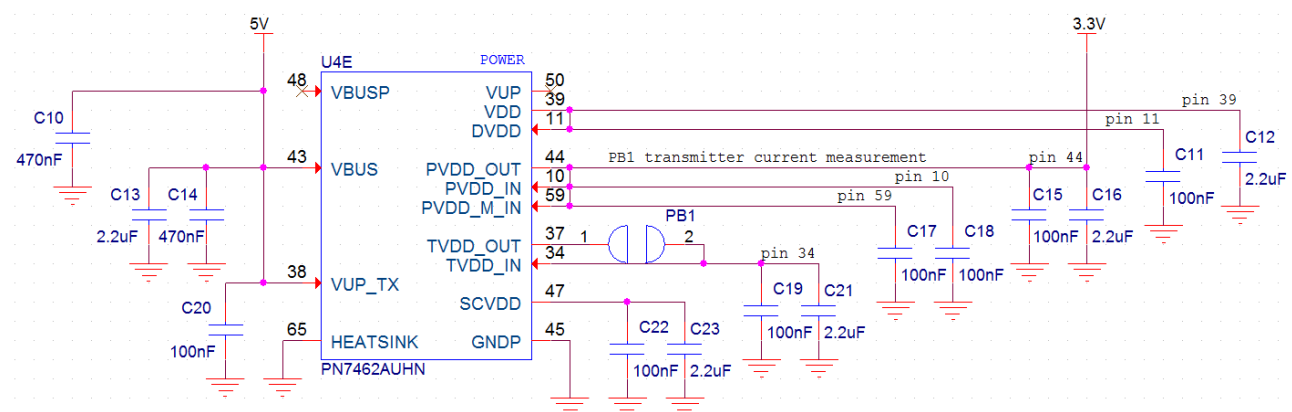 5V
3.3V
U4E
POWER
48
VBUSP
VUP
50
VDD
39
pin 39
DVDD
11
pin 11
C10
470nF
C12
2.2uF
C11
100nF
43
VBUS
PVDD_OUT
44
PB1 transmitter current measurement
pin 44
PVDD_IN
10
pin 10
PVDD_M_IN
59
pin 59
C13
2.2uF
C14
470nF
C15
100nF
C16
2.2uF
PB1
C17
100nF
C18
100nF
TVDD_OUT
37
1
2
TVDD_IN
34
pin 34
38
VUP_TX
C19
100nF
C21
2.2uF
C20
100nF
SCVDD
47
C22
100nF
C23
2.2uF
65
HEATSINK
GNDP
45
PN7462AUHN